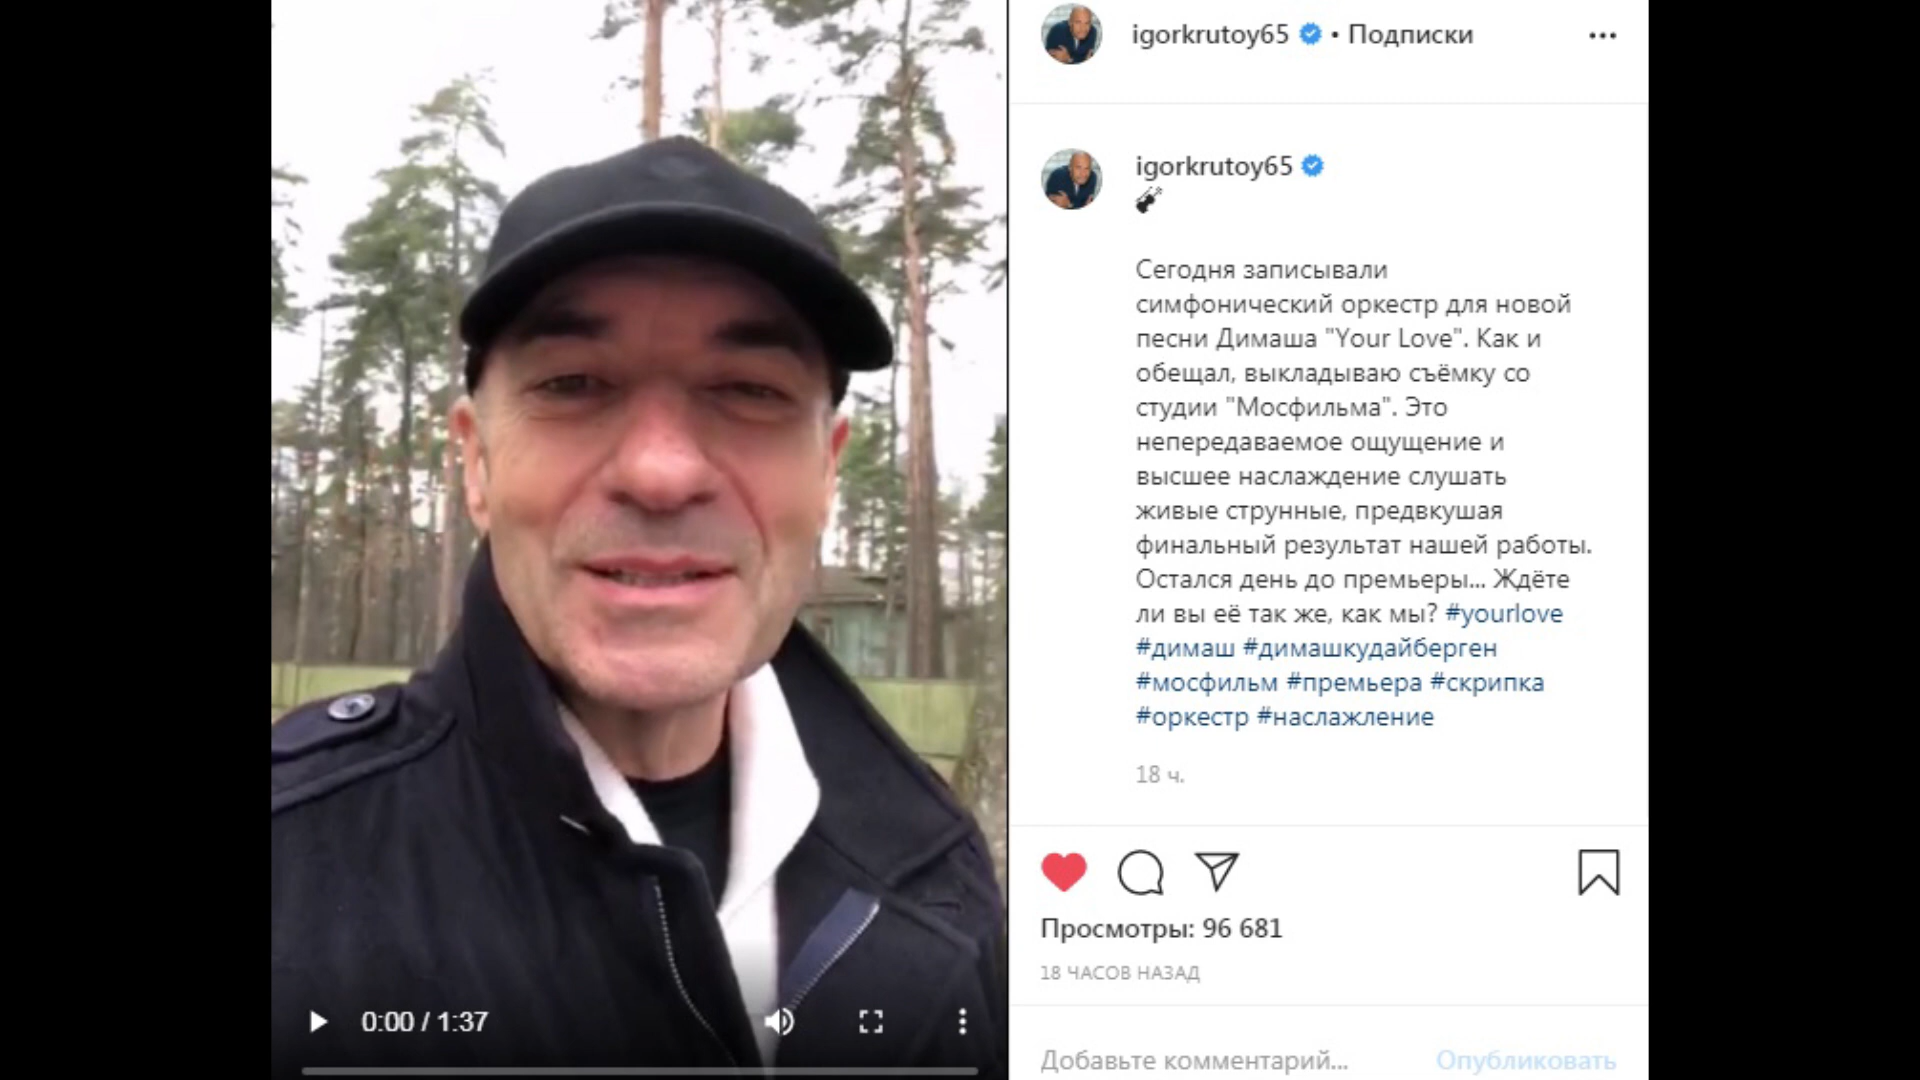 igorkrutoy65 • Подписки
igorkrutoy65
Сегодня записывали
симфонический оркестр для новой
песни Димаша "Your Love". Как и
обещал, выкладываю съёмку со
студии "Мосфильма". Это
непередаваемое ощущение и
высшее наслаждение слушать
живые струнные, предвкушая
финальный результат нашей работы.
Остался день до премьеры... Ждёте
ли вы её так же, как мы? #yourlove
#димаш #димашкудайберген
#мосфильм #премьера #скрипка
#оркестр #наслажление
18 ч.
Просмотры: 96 681
18 ЧАСОВ НАЗАД
Добавьте комментарий... Опубликовать
0:00 / 1:37